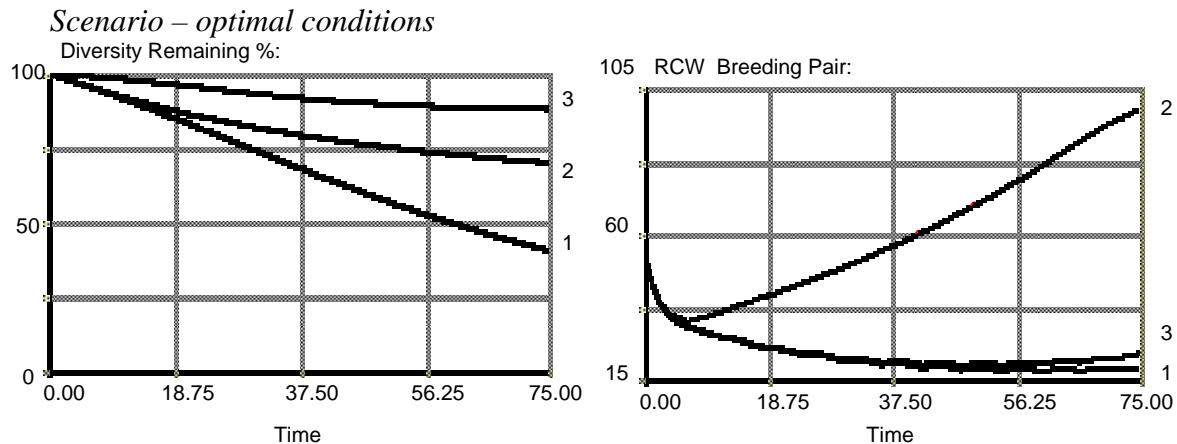 Scenario – optimal conditions
Diversity Remaining %:
100
50
0
3
2
1
0.00 18.75 37.50 56.25 75.00
Time
105 RCW Breeding Pair:
60
15
2
3
1
0.00 18.75 37.50 56.25 75.00
Time